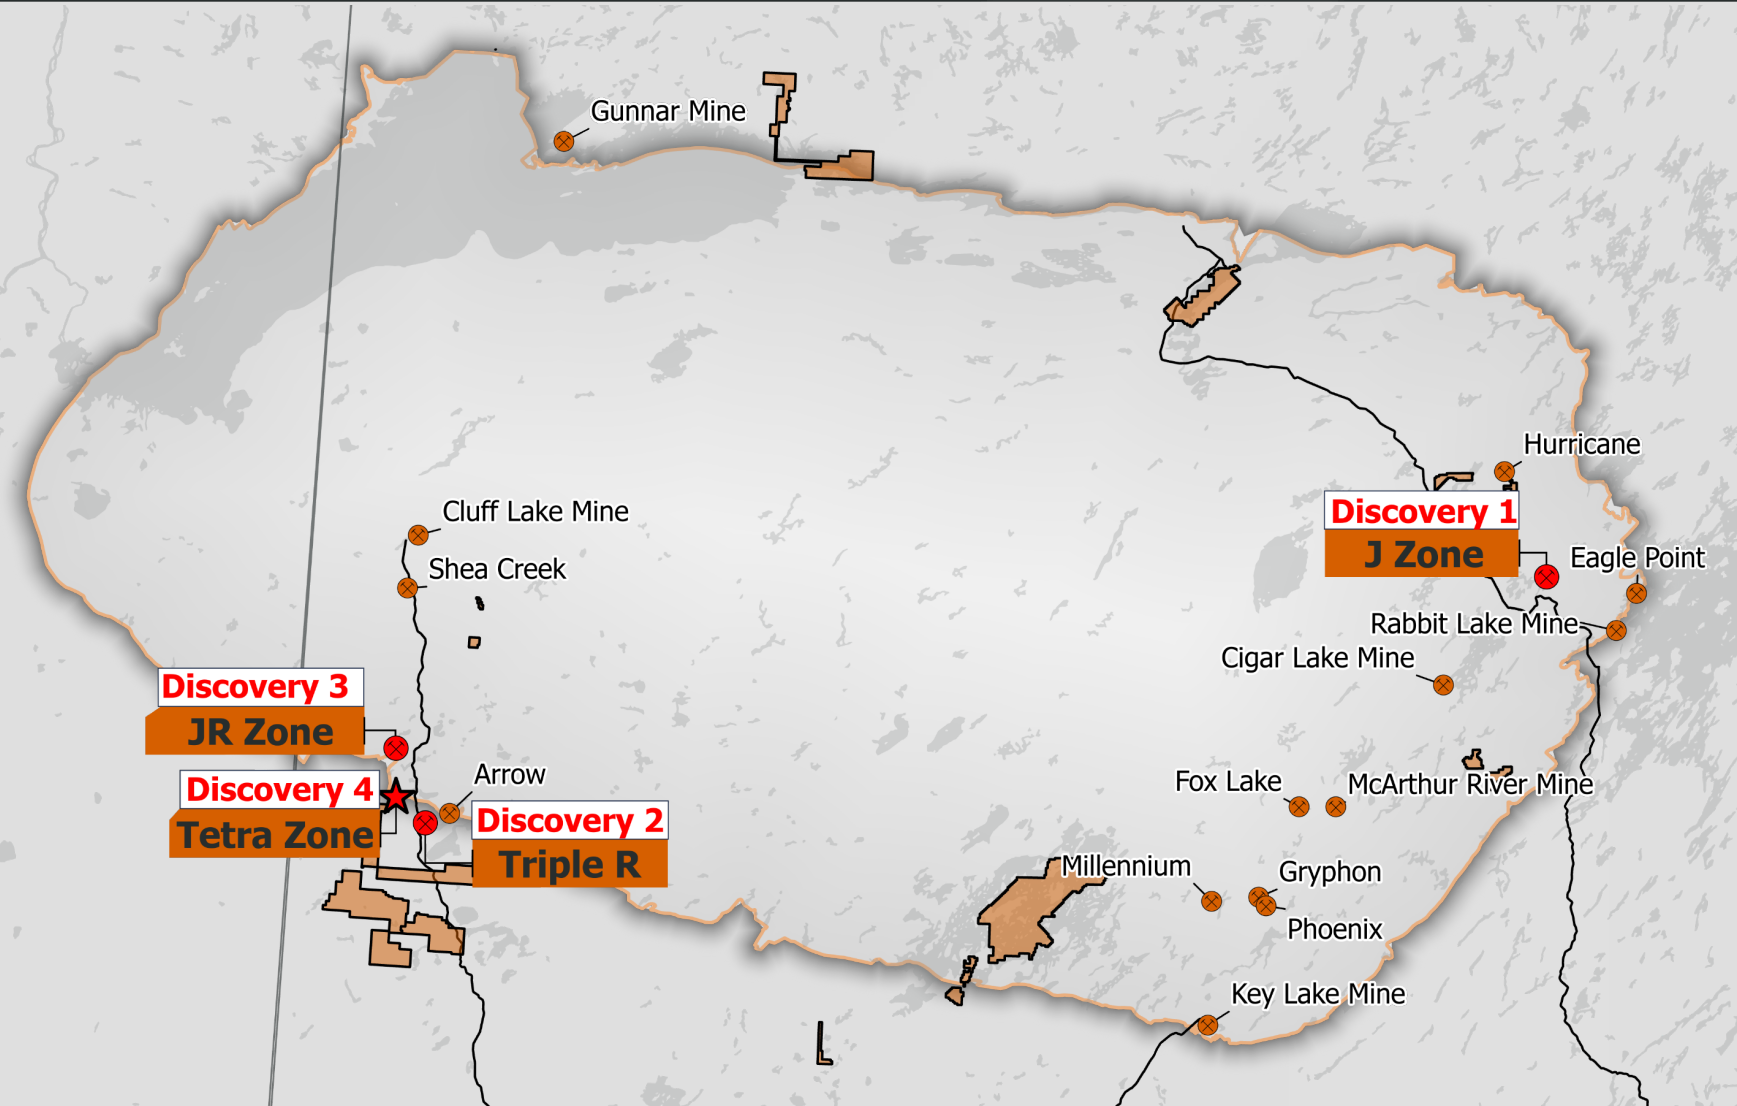 Gunnar Mine
Hurricane
Cluff Lake Mine
Discovery 1
J Zone
Eagle Point
Shea Creek
Rabbit Lake Mine
Cigar Lake Mine
Discovery 3
JR Zone
Arrow
Fox Lake
McArthur River Mine
Discovery 4
Tetra Zone
Discovery 2
Triple R
Millennium
Gryphon
Phoenix
Key Lake Mine